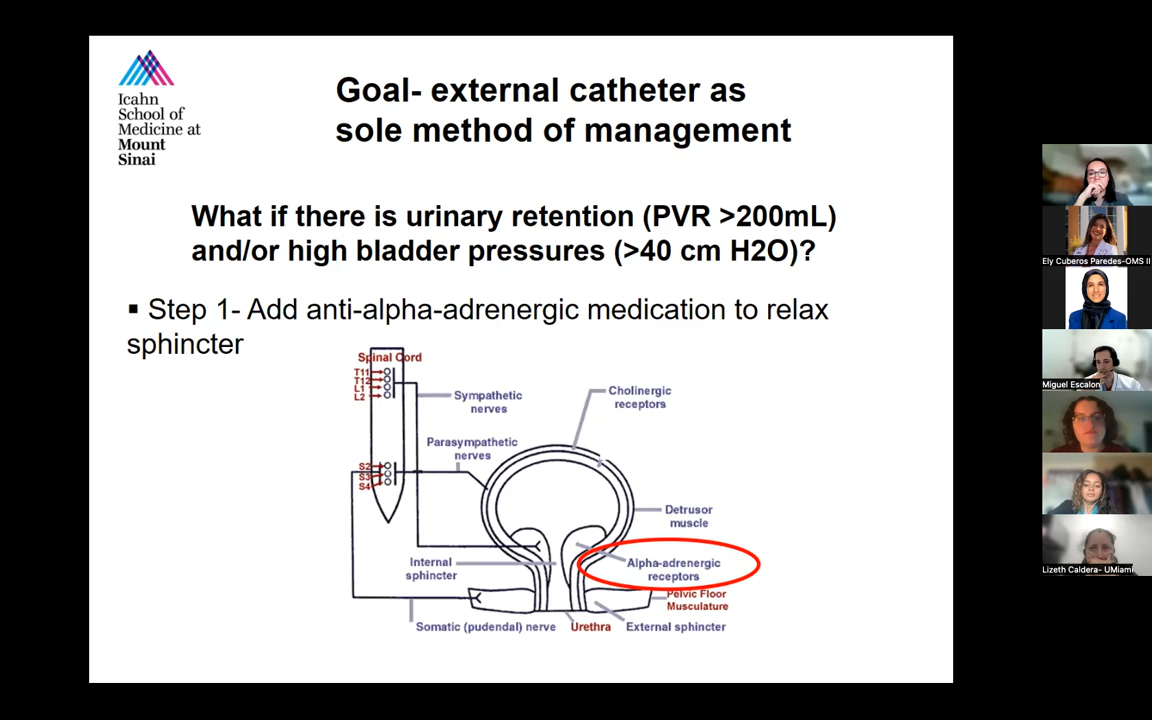 Icahn
School of
Medicine at
Mount
Sinai
Goal- external catheter as
sole method of management
What if there is urinary retention (PVR >200mL)
and/or high bladder pressures (>40 cm H2O)?
▪ Step 1- Add anti-alpha-adrenergic medication to relax
sphincter
Spinal Cord
T11
T12
L1
L2
Sympathetic
nerves
Cholinergic
receptors
Parasympathetic
nerves
S2
S3
S4
Detrusor
muscle
Internal
sphincter
Alpha-adrenergic
receptors
Pelvic Floor
Musculature
Somatic (pudendal) nerve
Urethra
External sphincter
Ely Cuberos Paredes-OMS II
Miguel Escalon
Lizeth Caldera- UMiami